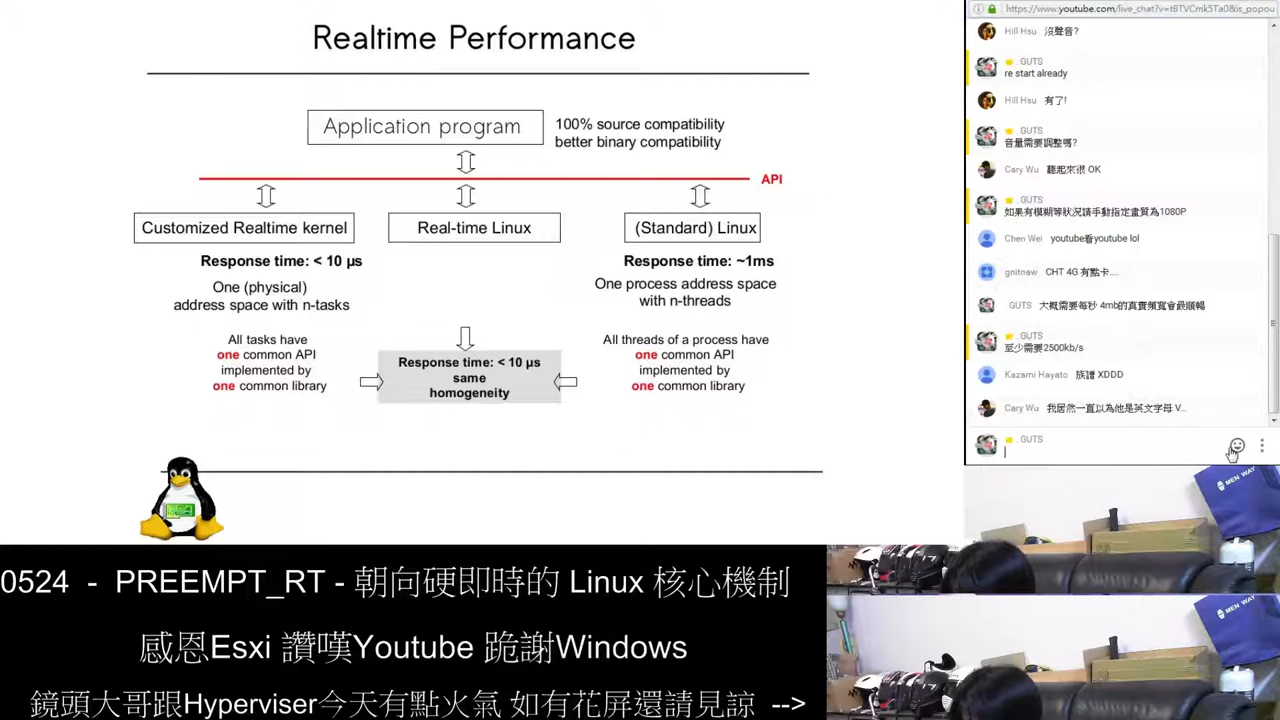 Realtime Performance
Application program
100% source compatibility
better binary compatibility
API
Customized Realtime kernel
Real-time Linux
(Standard) Linux
Response time: < 10 µs
One (physical)
address space with n-tasks
All tasks have
one common API
implemented by
one common library
Response time: < 10 µs
same
homogeneity
Response time: ~1ms
One process address space
with n-threads
All threads of a process have
one common API
implemented by
one common library
https://www.youtube.com/live_chat?v=t8TVCmk5Ta0&is_popou
Hill Hsu 沒聲音?
GUTS
re start already
Hill Hsu 有了!
GUTS
音量需要調整嗎?
Cary Wu 聽起來很 OK
GUTS
如果有模糊等狀況請手動指定畫質為1080P
Chen Wei youtube看youtube lol
gnitnaw CHT 4G 有點卡....
GUTS 大概需要每秒 4mb的真實頻寬會最順暢
GUTS
至少需要2500kb/s
Kazami Hayato 族譜 XDDD
Cary Wu 我居然一直以為他是英文字母 V...
GUTS
MEN WAY
MEN WAY
0524 - PREEMPT_RT - 朝向硬即時的 Linux 核心機制
感恩Esxi 讚嘆Youtube 跪謝Windows
鏡頭大哥跟Hyperviser今天有點火氣 如有花屏還請見諒 -->